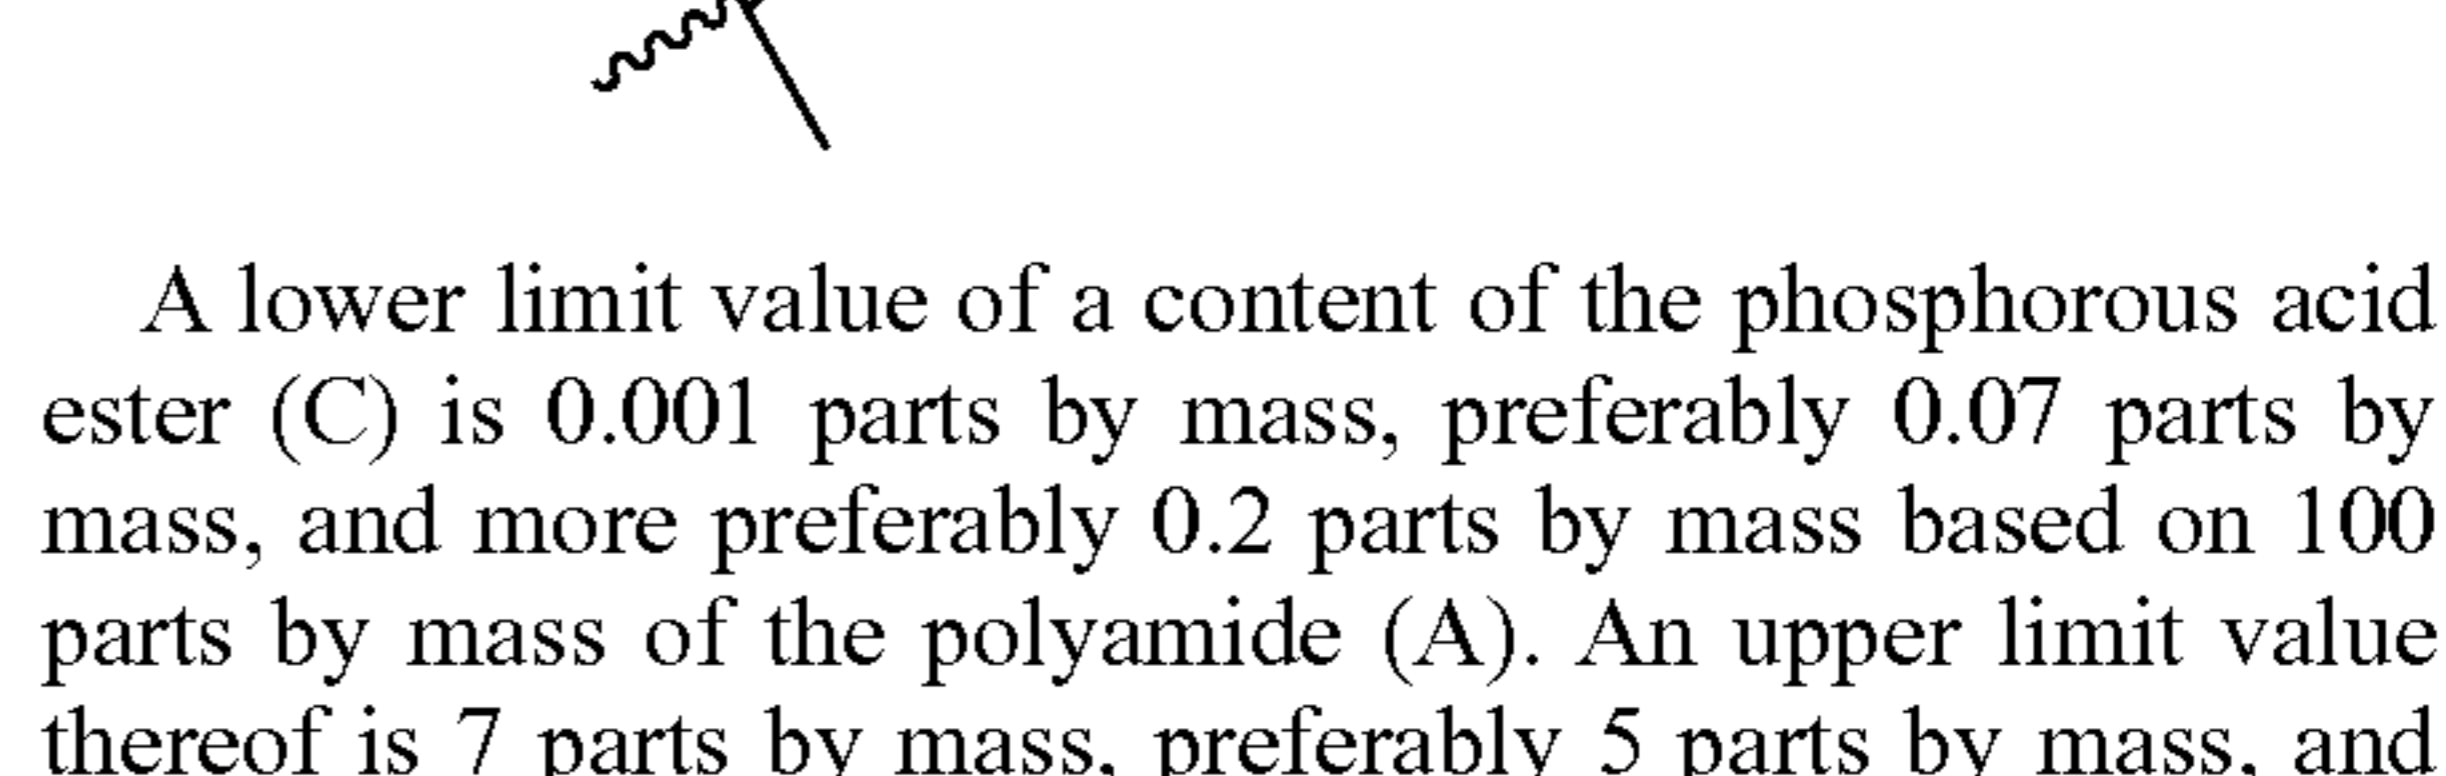 A lower limit value of a content of the phosphorous acid
ester (C) is 0.001 parts by mass, preferably 0.07 parts by
mass, and more preferably 0.2 parts by mass based on 100
parts by mass of the polyamide (A). An upper limit value
thereof is 7 parts by mass, preferably 5 parts by mass, and